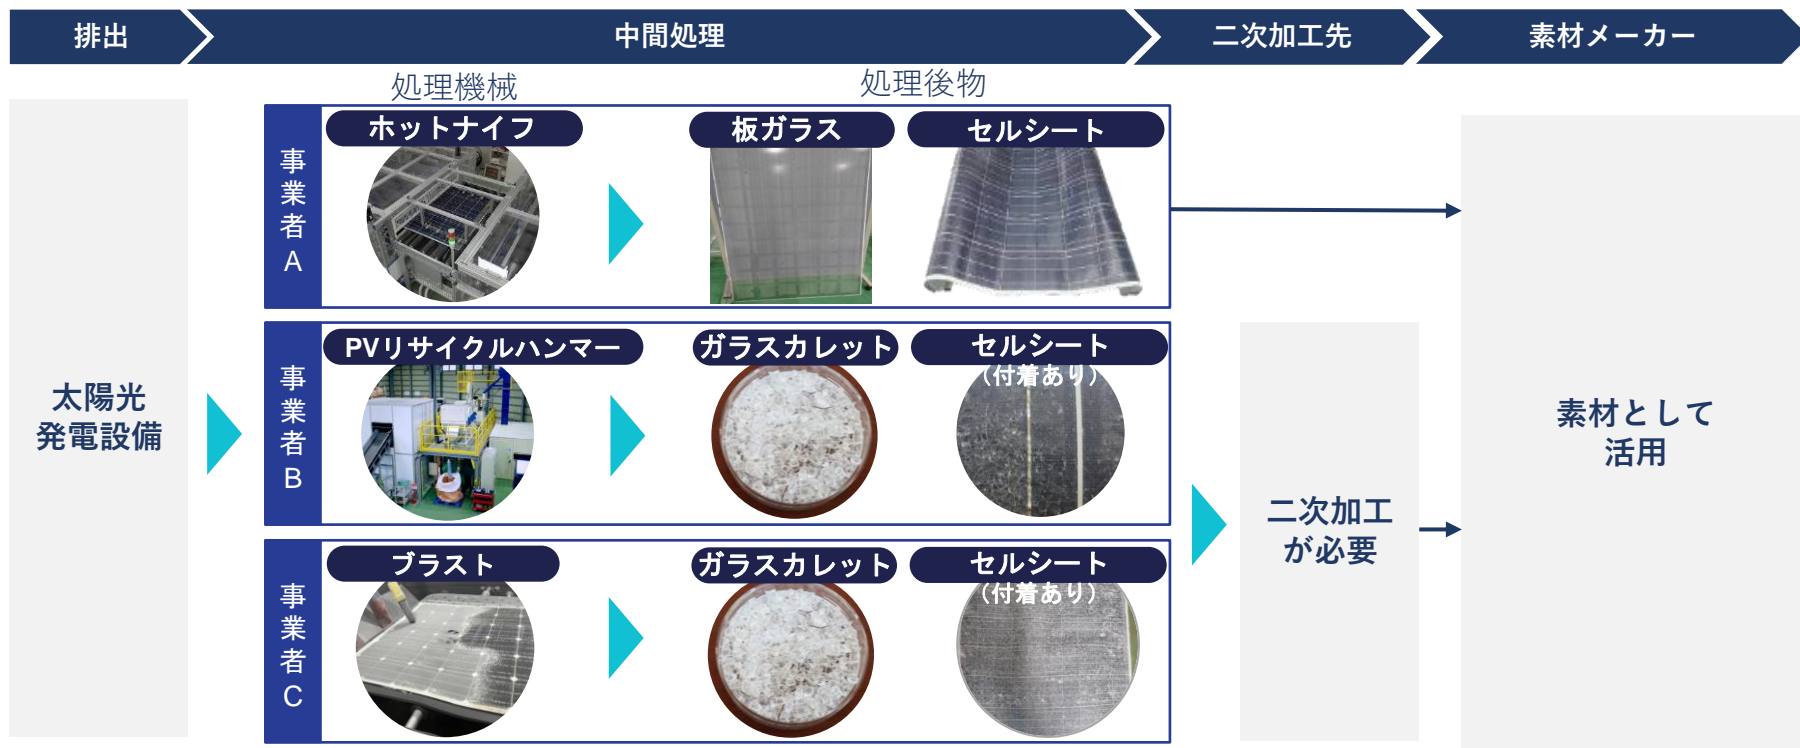 排出
中間処理
二次加工先
素材メーカー
処理機械
処理後物
事業者A
ホットナイフ
板ガラス
セルシート
事業者B
PVリサイクルハンマー
ガラスカレット
セルシート
（付着あり）
事業者C
ブラスト
ガラスカレット
セルシート
（付着あり）
太陽光
発電設備
二次加工
が必要
素材として
活用